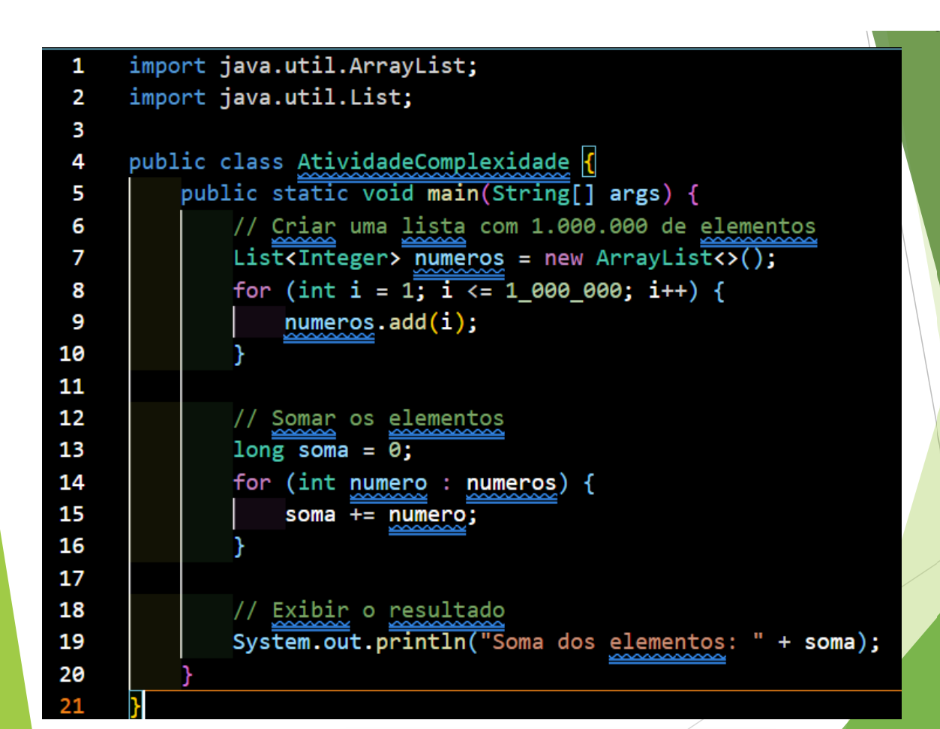 1 import java.util.ArrayList;
2 import java.util.List;
3
4 public class AtividadeComplexidade {
5     public static void main(String[] args) {
6         // Criar uma lista com 1.000.000 de elementos
7         List<Integer> numeros = new ArrayList<>();
8         for (int i = 1; i <= 1_000_000; i++) {
9             numeros.add(i);
10         }
11
12         // Somar os elementos
13         long soma = 0;
14         for (int numero : numeros) {
15             soma += numero;
16         }
17
18         // Exibir o resultado
19         System.out.println("Soma dos elementos: " + soma);
20     }
21 }